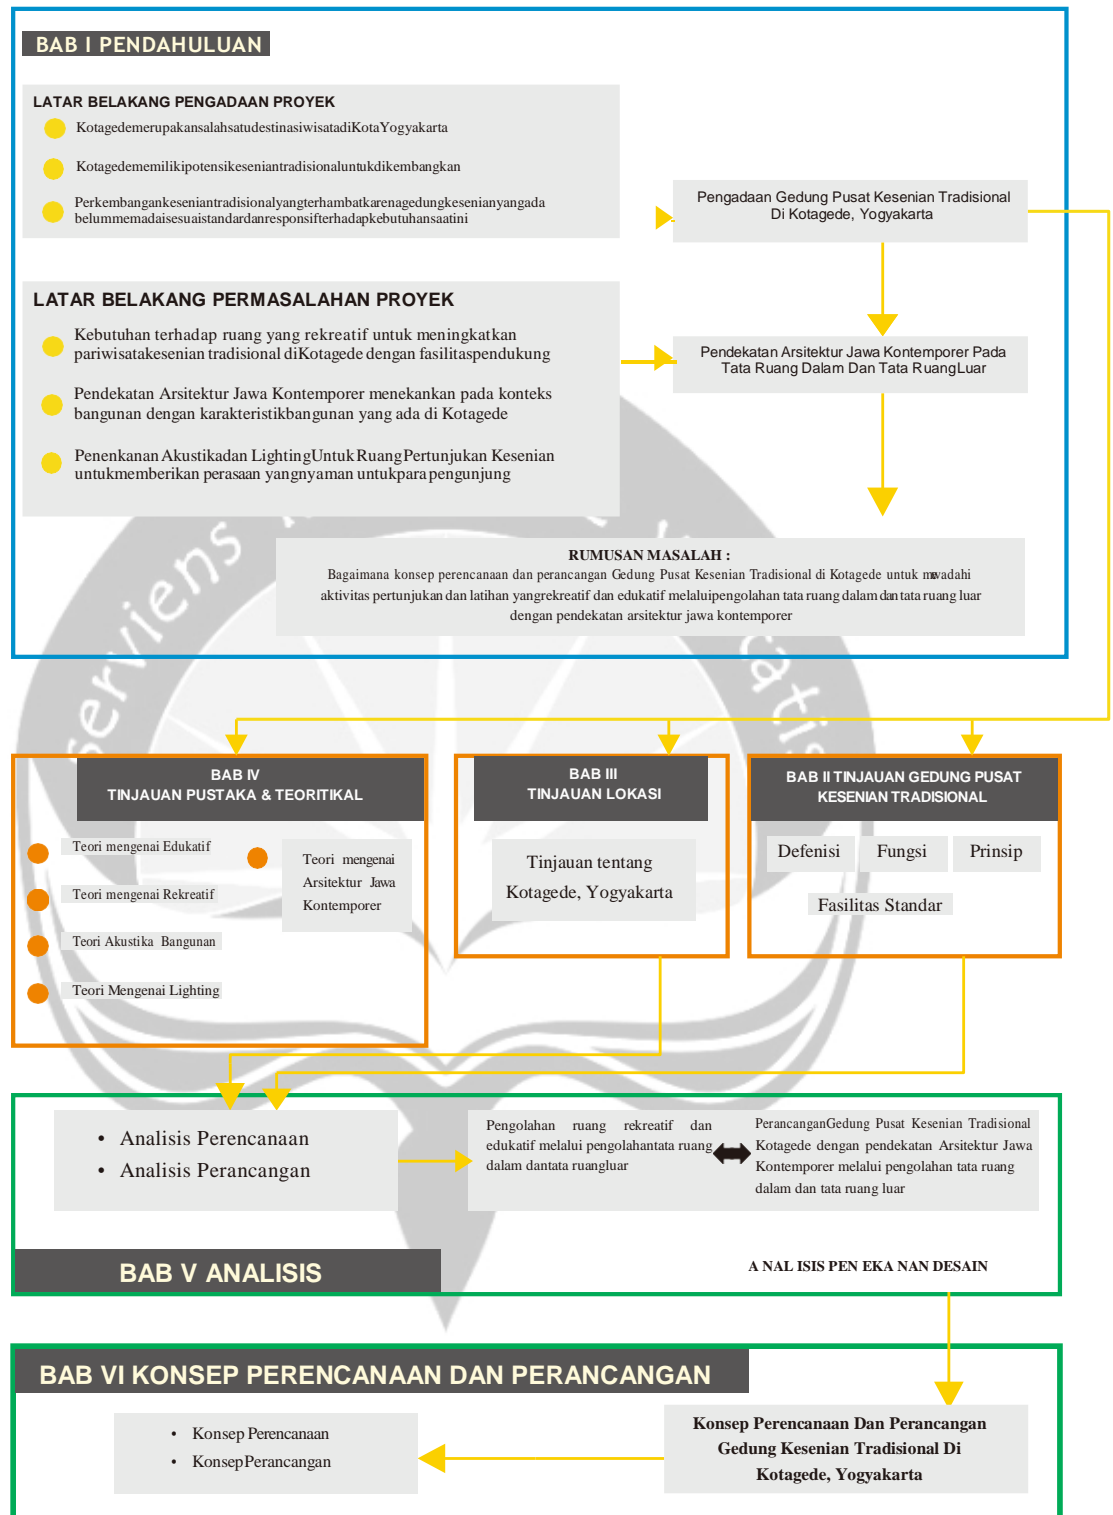 BAB I PENDAHULUAN
LATAR BELAKANG PENGADAAN PROYEK
KotagedemerupakansalahsatudestinasiwisatadiKotaYogyakarta
Kotagedememilikipotensikeseniantradisionaluntukdikembangkan
Perkembangankeseniantradisionalyangterhambatkarenagedungkesenianyangada
belummemadaisesuaistandardanresponsifterhadapkebutuhansaatini
Pengadaan Gedung Pusat Kesenian Tradisional
Di Kotagede, Yogyakarta
LATAR BELAKANG PERMASALAHAN PROYEK
Kebutuhan terhadap ruang yang rekreatif untuk meningkatkan
pariwisatakesenian tradisional diKotagede dengan fasilitaspendukung
Pendekatan Arsitektur Jawa Kontemporer menekankan pada konteks
bangunan dengan karakteristikbangunan yang ada di Kotagede
Penenkanan Akustikadan LightingUntuk RuangPertunjukan Kesenian
untukmemberikan perasaan yangnyaman untukpara pengunjung
Pendekatan Arsitektur Jawa Kontemporer Pada
Tata Ruang Dalam Dan Tata RuangLuar
RUMUSAN MASALAH :
Bagaimana konsep perencanaan dan perancangan Gedung Pusat Kesenian Tradisional di Kotagede untuk mewadahi
aktivitas pertunjukan dan latihan yangrekreatif dan edukatif melaluipengolahan tata ruang dalam dan tata ruang luar
dengan pendekatan arsitektur jawa kontemporer
serviens
BAB IV
TINJAUAN PUSTAKA & TEORITIKAL
Teori mengenai Edukatif
Teori mengenai Rekreatif
Teori Akustika Bangunan
Teori Mengenai Lighting
Teori mengenai
Arsitektur Jawa
Kontemporer
BAB III
TINJAUAN LOKASI
Tinjauan tentang
Kotagede, Yogyakarta
BAB II TINJAUAN GEDUNG PUSAT
KESENIAN TRADISIONAL
Defenisi Fungsi Prinsip
Fasilitas Standar
• Analisis Perencanaan
• Analisis Perancangan
Pengolahan ruang rekreatif dan
edukatif melalui pengolahantata ruang
dalam dantata ruangluar
PerancanganGedung Pusat Kesenian Tradisional
Kotagede dengan pendekatan Arsitektur Jawa
Kontemporer melalui pengolahan tata ruang
dalam dan tata ruang luar
BAB V ANALISIS
A NAL ISIS PEN EKA NAN DESAIN
BAB VI KONSEP PERENCANAAN DAN PERANCANGAN
• Konsep Perencanaan
• KonsepPerancangan
Konsep Perencanaan Dan Perancangan
Gedung Kesenian Tradisional Di
Kotagede, Yogyakarta